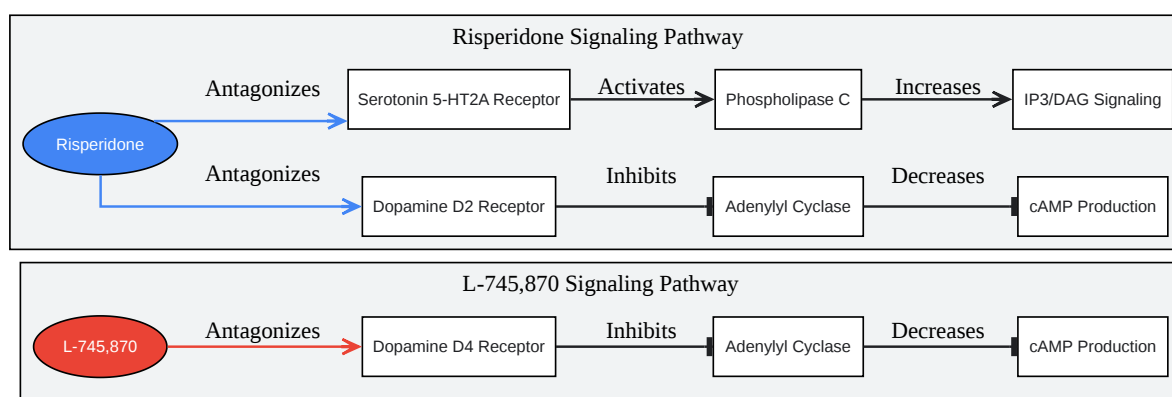 Risperidone Signaling Pathway
Antagonizes
Serotonin 5-HT2A Receptor
Activates
Phospholipase C
Increases
IP3/DAG Signaling
Risperidone
Antagonizes
Dopamine D2 Receptor
Inhibits
Adenylyl Cyclase
Decreases
cAMP Production
L-745,870 Signaling Pathway
L-745,870
Antagonizes
Dopamine D4 Receptor
Inhibits
Adenylyl Cyclase
Decreases
cAMP Production